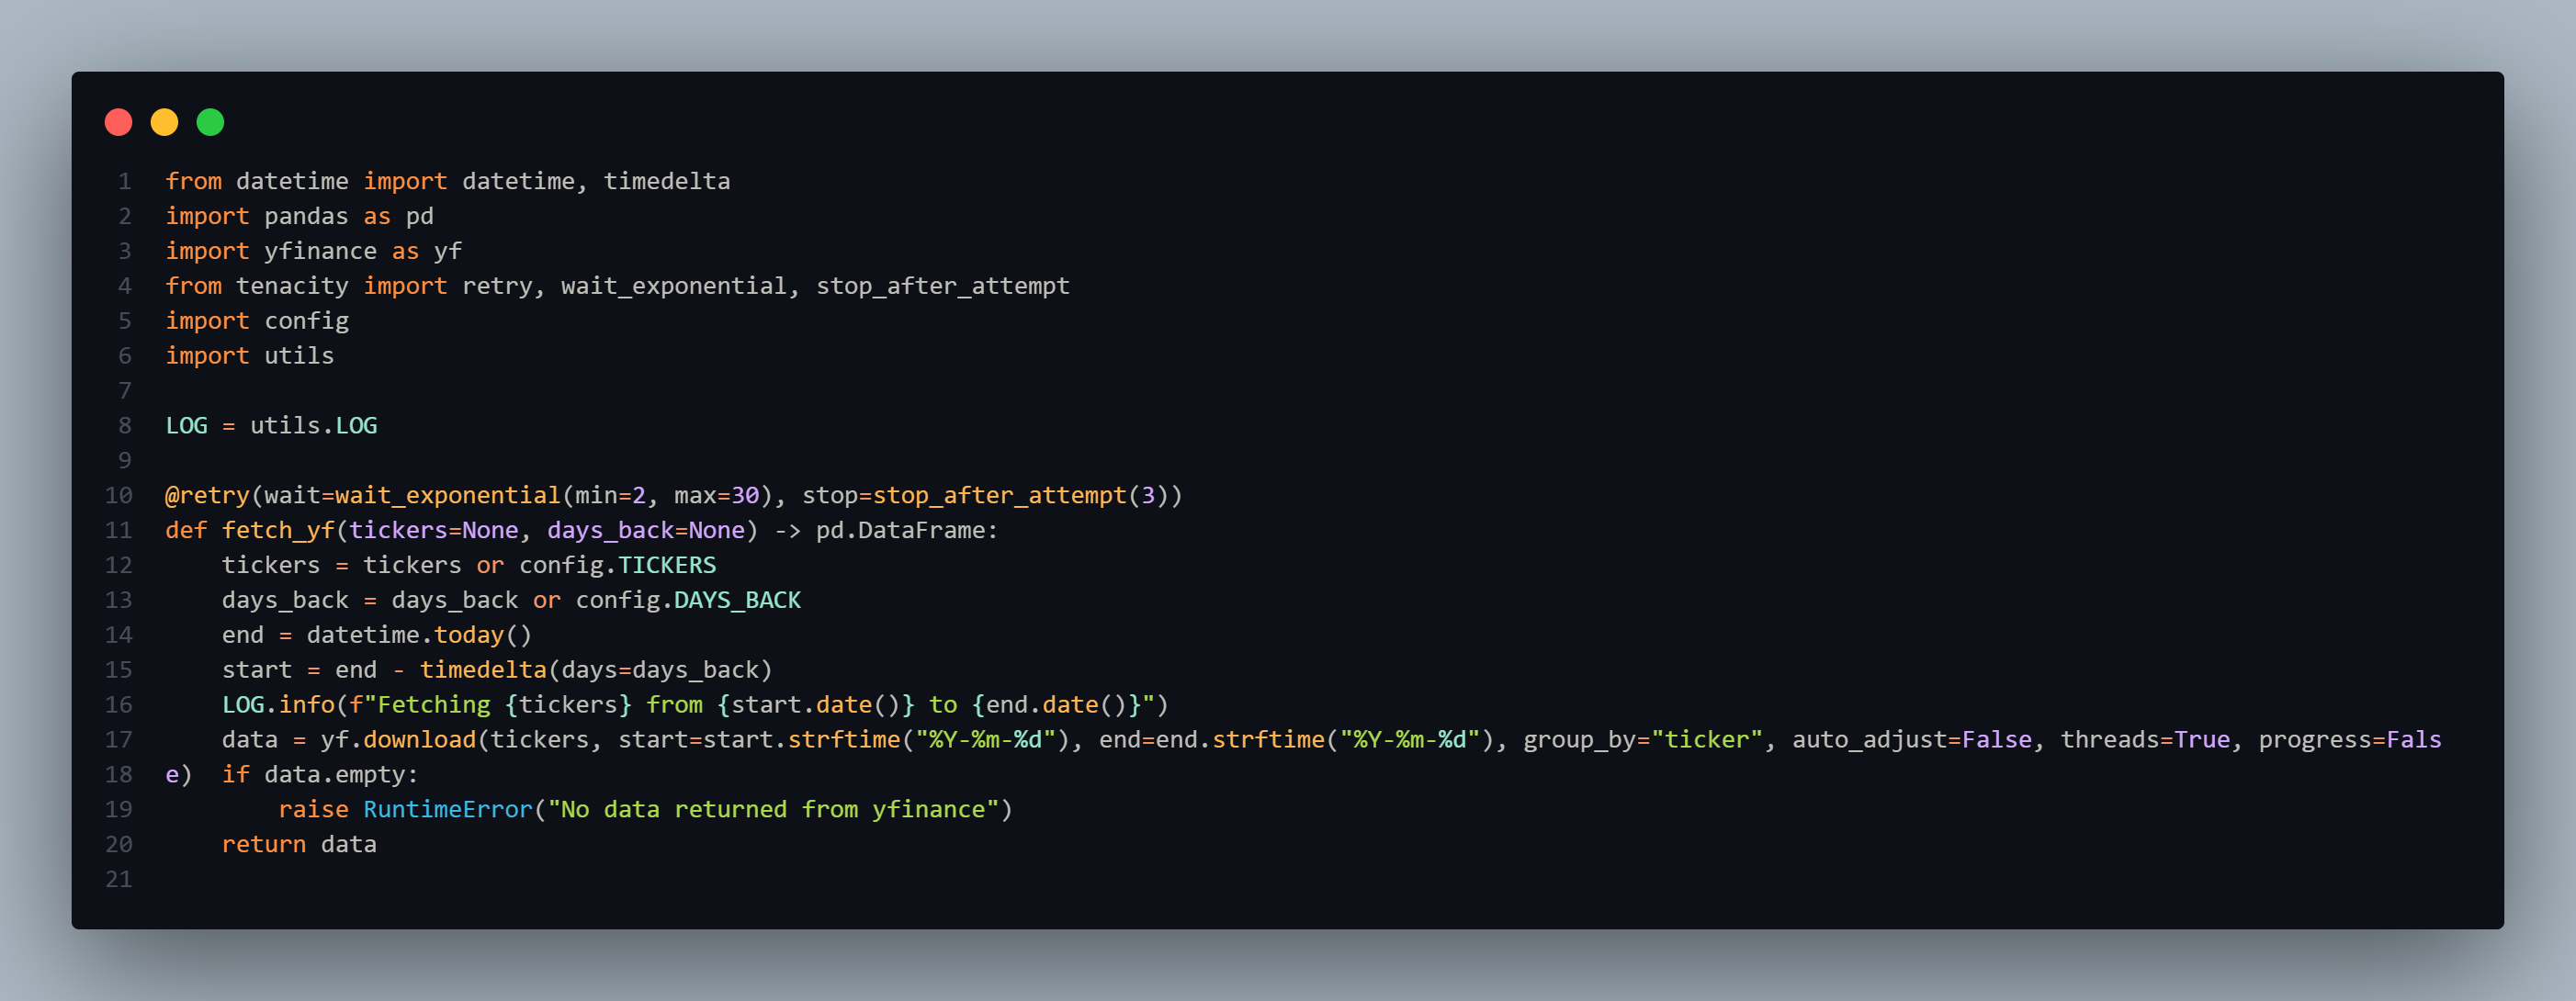 1 from datetime import datetime, timedelta
2 import pandas as pd
3 import yfinance as yf
4 from tenacity import retry, wait_exponential, stop_after_attempt
5 import config
6 import utils
7
8 LOG = utils.LOG
9
10 @retry(wait=wait_exponential(min=2, max=30), stop=stop_after_attempt(3))
11 def fetch_yf(tickers=None, days_back=None) -> pd.DataFrame:
12     tickers = tickers or config.TICKERS
13     days_back = days_back or config.DAYS_BACK
14     end = datetime.today()
15     start = end - timedelta(days=days_back)
16     LOG.info(f"Fetching {tickers} from {start.date()} to {end.date()}")
17     data = yf.download(tickers, start=start.strftime("%Y-%m-%d"), end=end.strftime("%Y-%m-%d"), group_by="ticker", auto_adjust=False, threads=True, progress=Fals
18 e)  if data.empty:
19         raise RuntimeError("No data returned from yfinance")
20     return data
21